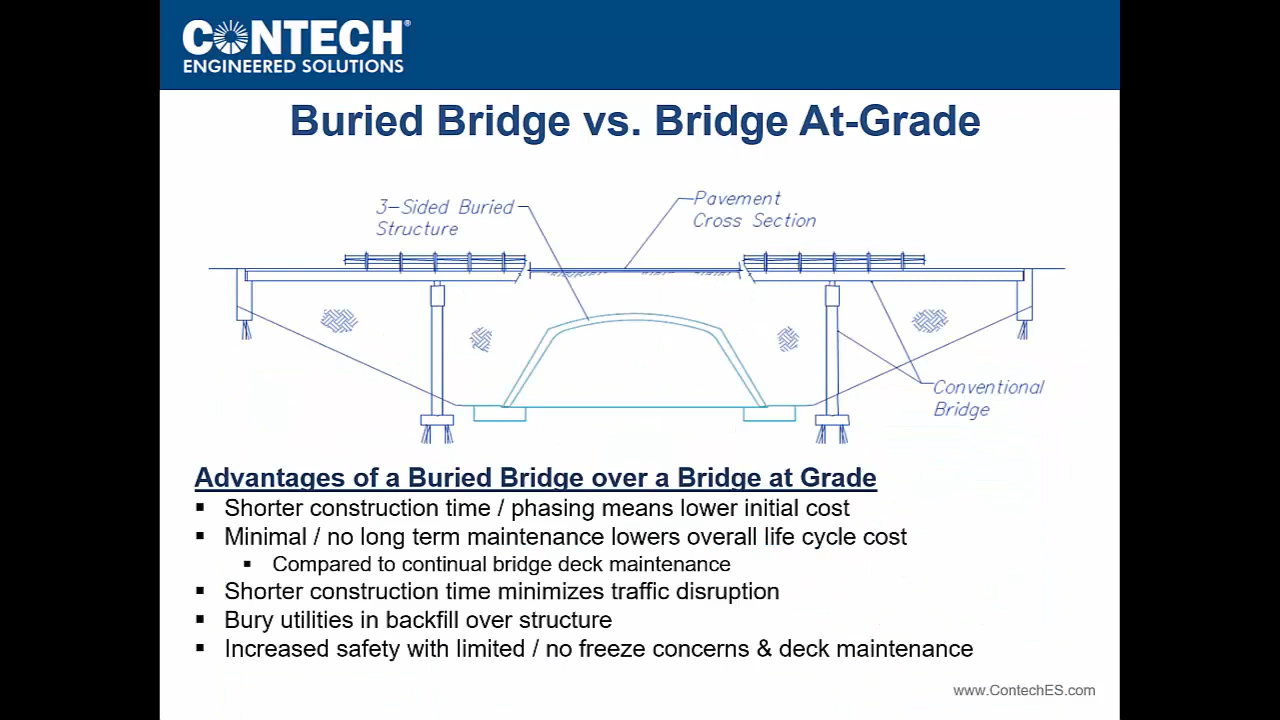 CONTECH®
ENGINEERED SOLUTIONS
Buried Bridge vs. Bridge At-Grade
3-Sided Buried
Structure
Pavement
Cross Section
Conventional
Bridge
Advantages of a Buried Bridge over a Bridge at Grade
▪ Shorter construction time / phasing means lower initial cost
▪ Minimal / no long term maintenance lowers overall life cycle cost
▪ Compared to continual bridge deck maintenance
▪ Shorter construction time minimizes traffic disruption
▪ Bury utilities in backfill over structure
▪ Increased safety with limited / no freeze concerns & deck maintenance
www.ContechES.com